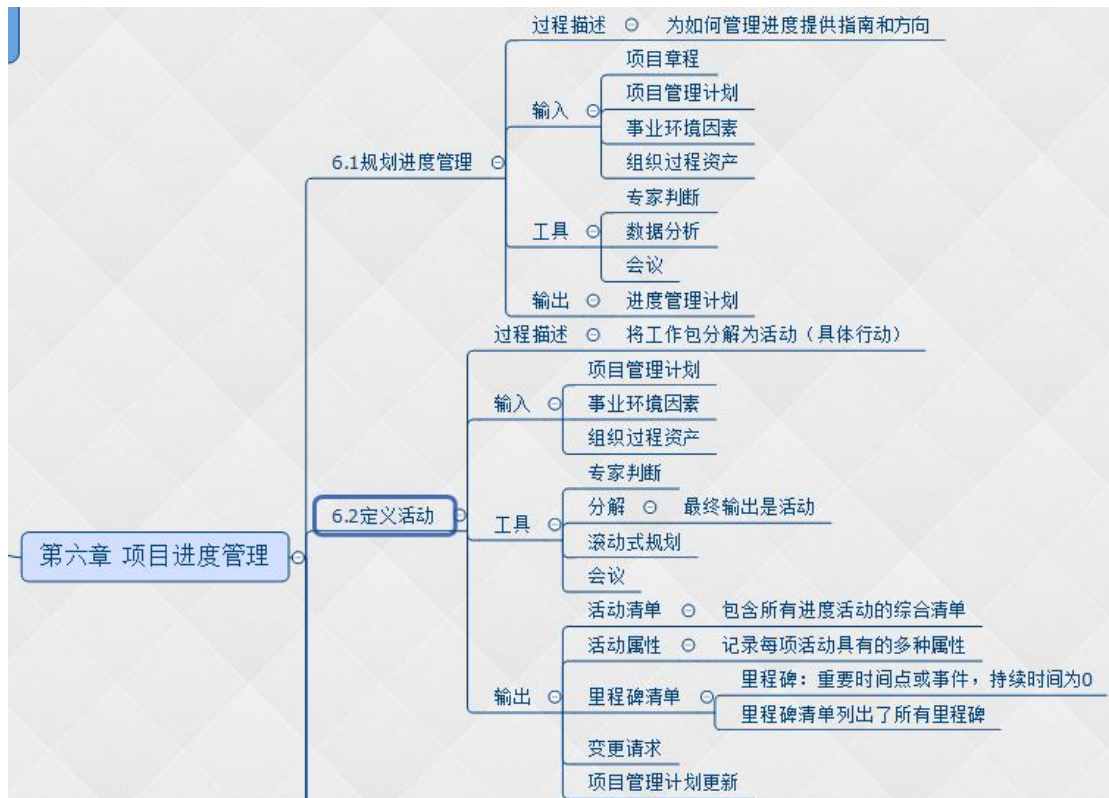 过程描述
为如何管理进度提供指南和方向
项目章程
项目管理计划
输入
事业环境因素
组织过程资产
6.1规划进度管理
专家判断
工具
数据分析
会议
输出
进度管理计划
过程描述
将工作包分解为活动（具体行动）
项目管理计划
输入
事业环境因素
组织过程资产
专家判断
6.2定义活动
分解
最终输出是活动
工具
滚动式规划
会议
第六章 项目进度管理
活动清单
包含所有进度活动的综合清单
活动属性
记录每项活动具有的多种属性
输出
里程碑清单
里程碑：重要时间点或事件，持续时间为0
里程碑清单列出了所有里程碑
变更请求
项目管理计划更新